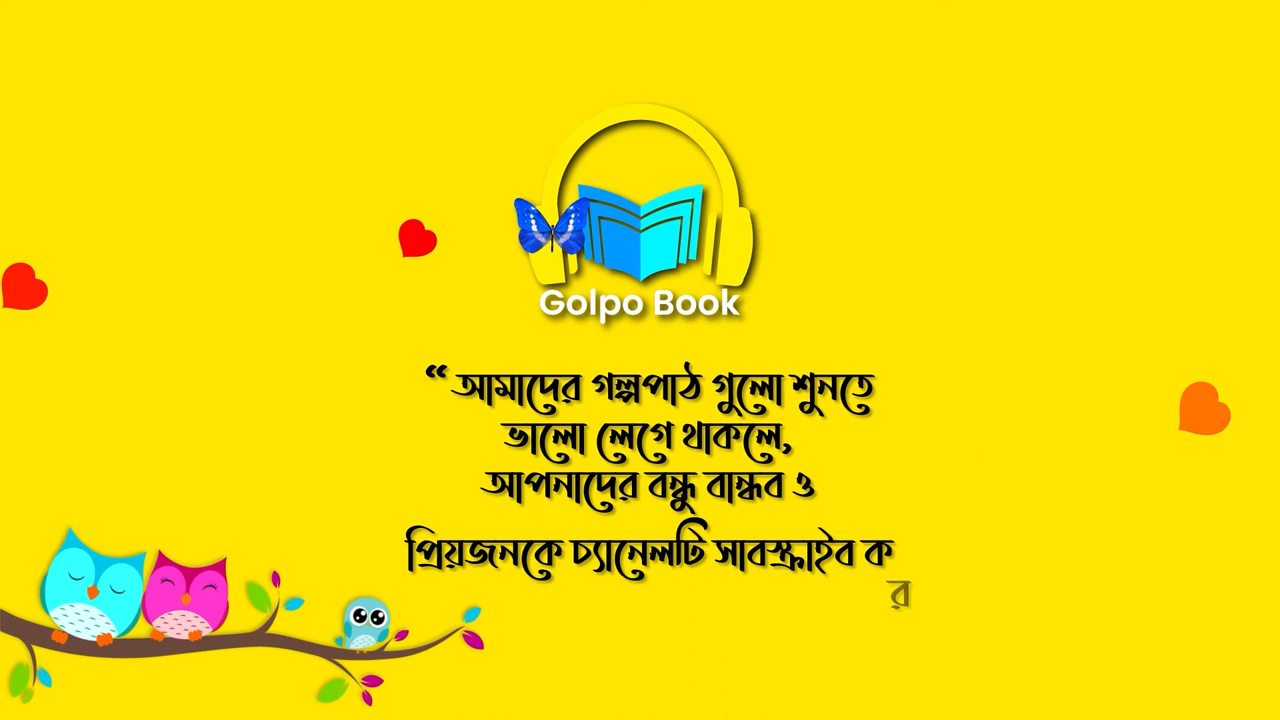 Golpo Book
“ আমাদের গল্পপাঠ গুলো শুনতে
ভালো লেগে থাকলে,
আপনাদের বন্ধু বান্ধব ও
প্রিয়জনকে চ্যানেলটি সাবস্ক্রাইব ক
র